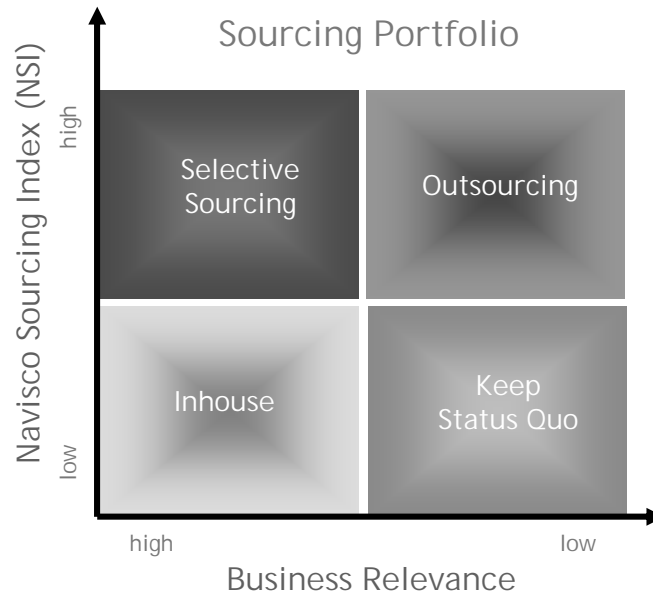 Sourcing Portfolio
Navisco Sourcing Index (NSI)
high
low
Selective
Sourcing
Outsourcing
Inhouse
Keep
Status Quo
high
low
Business Relevance